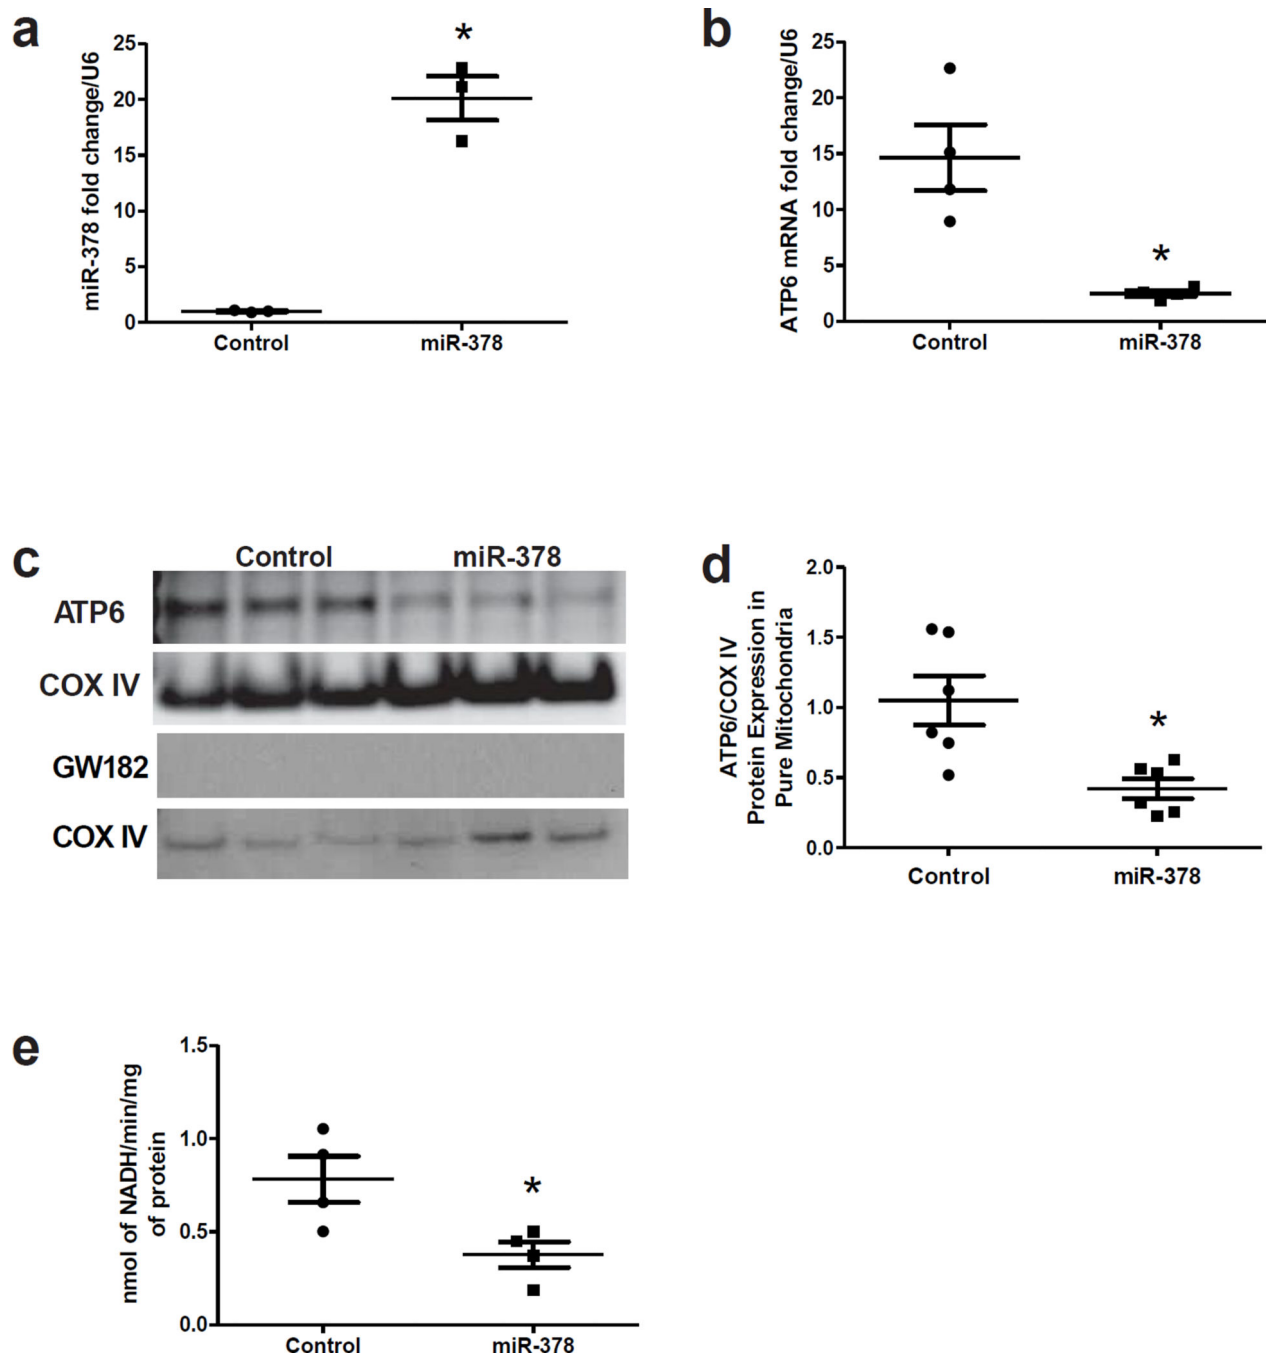 a
miR-378 fold change/U6
25
20
15
10
5
0
*
Control
miR-378
b
ATP6 mRNA fold change/U6
25
20
15
10
5
0
*
Control
miR-378
c
Control
miR-378
ATP6
COX IV
GW182
COX IV
d
ATP6/COX IV
Protein Expression in
Pure Mitochondria
2.0
1.5
1.0
0.5
0.0
*
Control
miR-378
e
nmol of NADH/min/mg
of protein
1.5
1.0
0.5
0.0
*
Control
miR-378